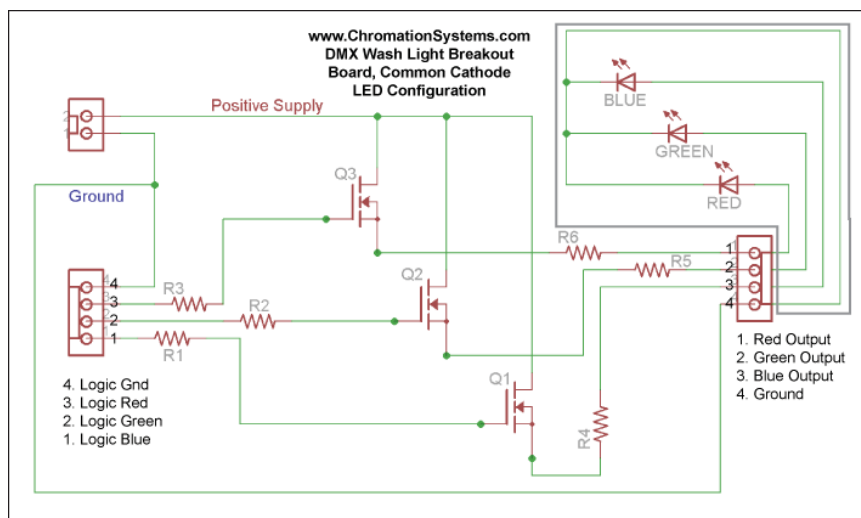 www.ChromationSystems.com
DMX Wash Light Breakout
Board, Common Cathode
LED Configuration
Positive Supply
2
1
Ground
BLUE
GREEN
RED
Q3
Q2
Q1
R6
R5
R4
R3
R2
R1
4
3
2
1
1
2
3
4
4. Logic Gnd
3. Logic Red
2. Logic Green
1. Logic Blue
1. Red Output
2. Green Output
3. Blue Output
4. Ground